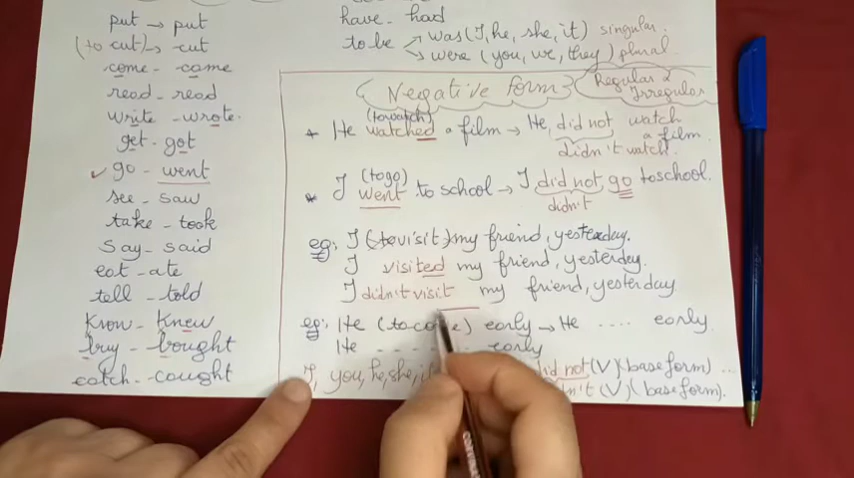 put → put
(to cut) → cut
come - came
read - read
write - wrote.
get - got
✓ go - went
see - saw
take - took
say - said
eat - ate
tell - told
Know - Knew
buy - bought
catch - caught
have - had
to be was (I, he, she, it) singular.
were (you, we, they) plural.
Negative form
Regular &
Irregular
(to watch)
* He watched a film → He, did not watch
a film.
didn't watch.
(to go)
* I went to school → I did not go to school.
didn't
eg: I (to visit) my friend, yesterday.
I visited my friend, yesterday.
I didn't visit my friend, yesterday
eg: He (to come) early → He .... early.
He early
I, you, he, she, did not (V) (base form) ...
(V) (base form).